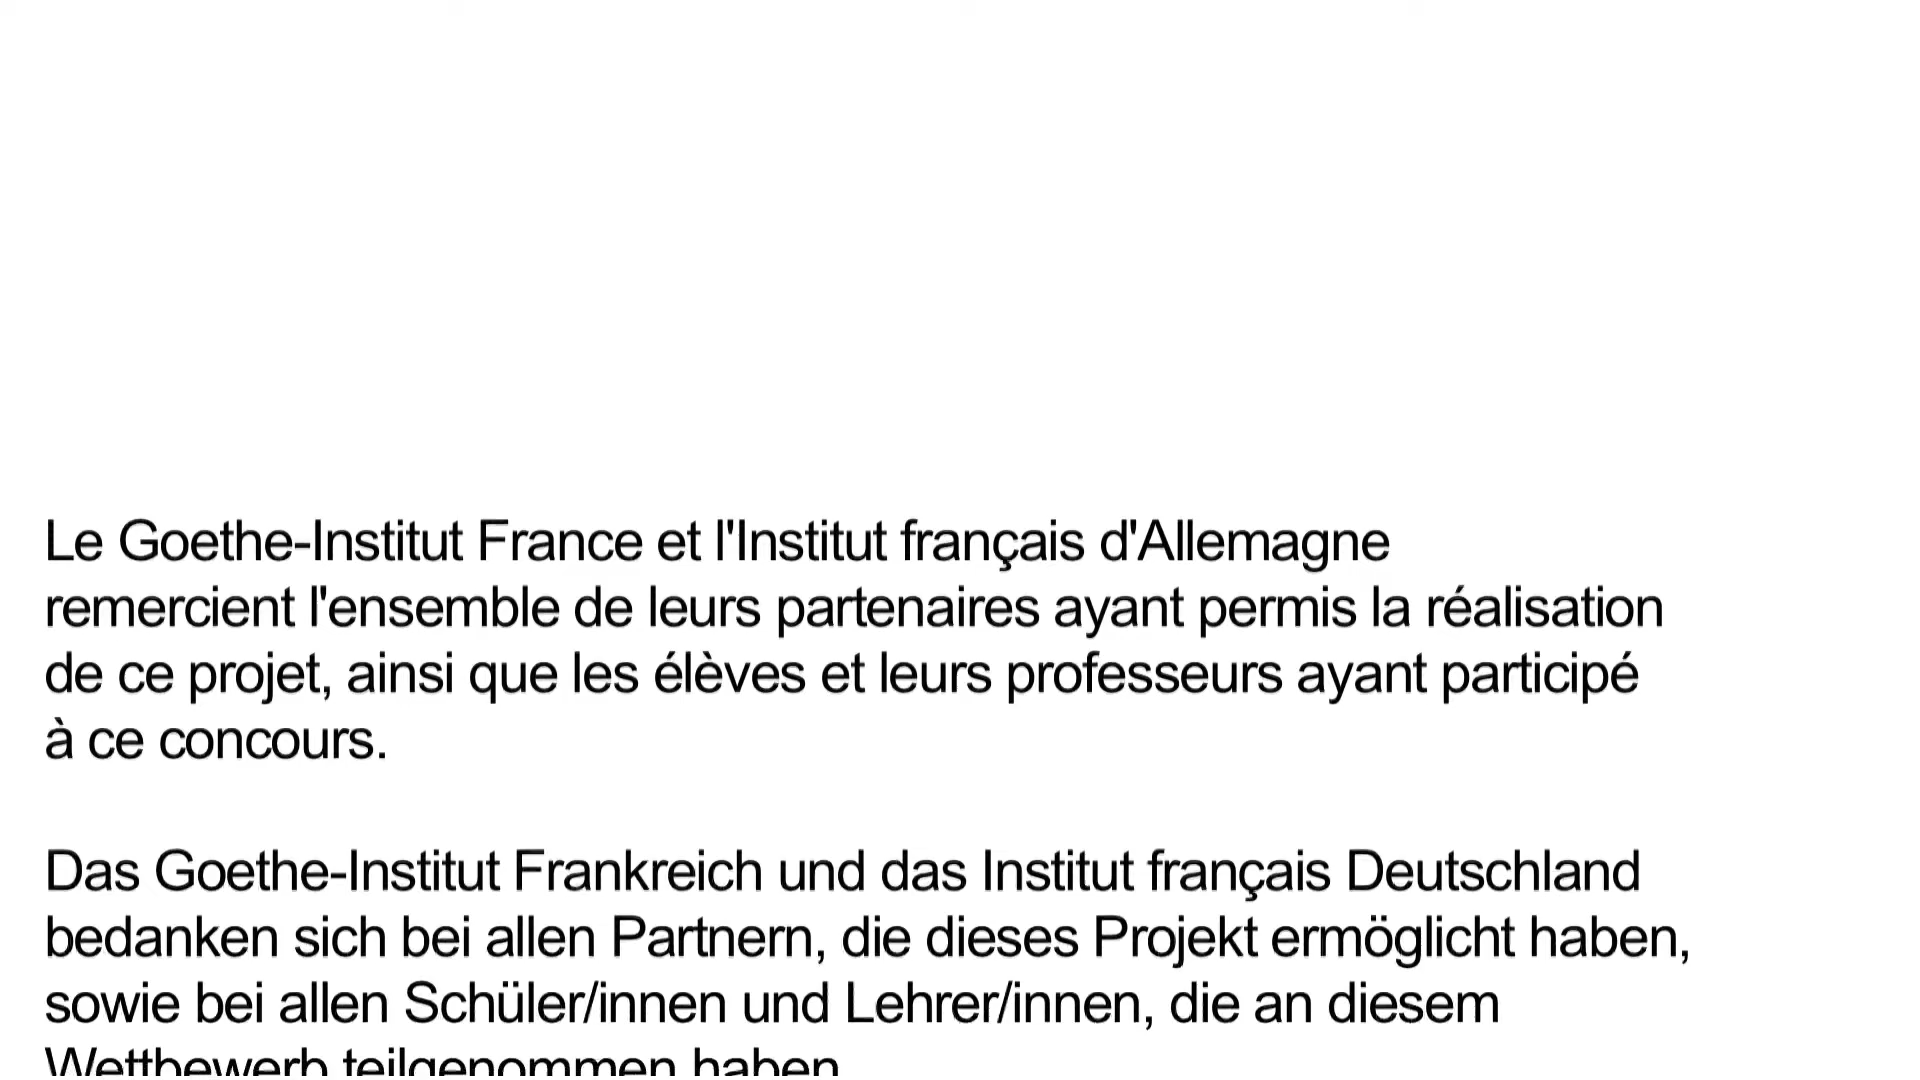 Le Goethe-Institut France et l'Institut français d'Allemagne
remercient l'ensemble de leurs partenaires ayant permis la réalisation
de ce projet, ainsi que les élèves et leurs professeurs ayant participé
à ce concours.
Das Goethe-Institut Frankreich und das Institut français Deutschland
bedanken sich bei allen Partnern, die dieses Projekt ermöglicht haben,
sowie bei allen Schüler/innen und Lehrer/innen, die an diesem
Wettbewerb teilgenommen haben